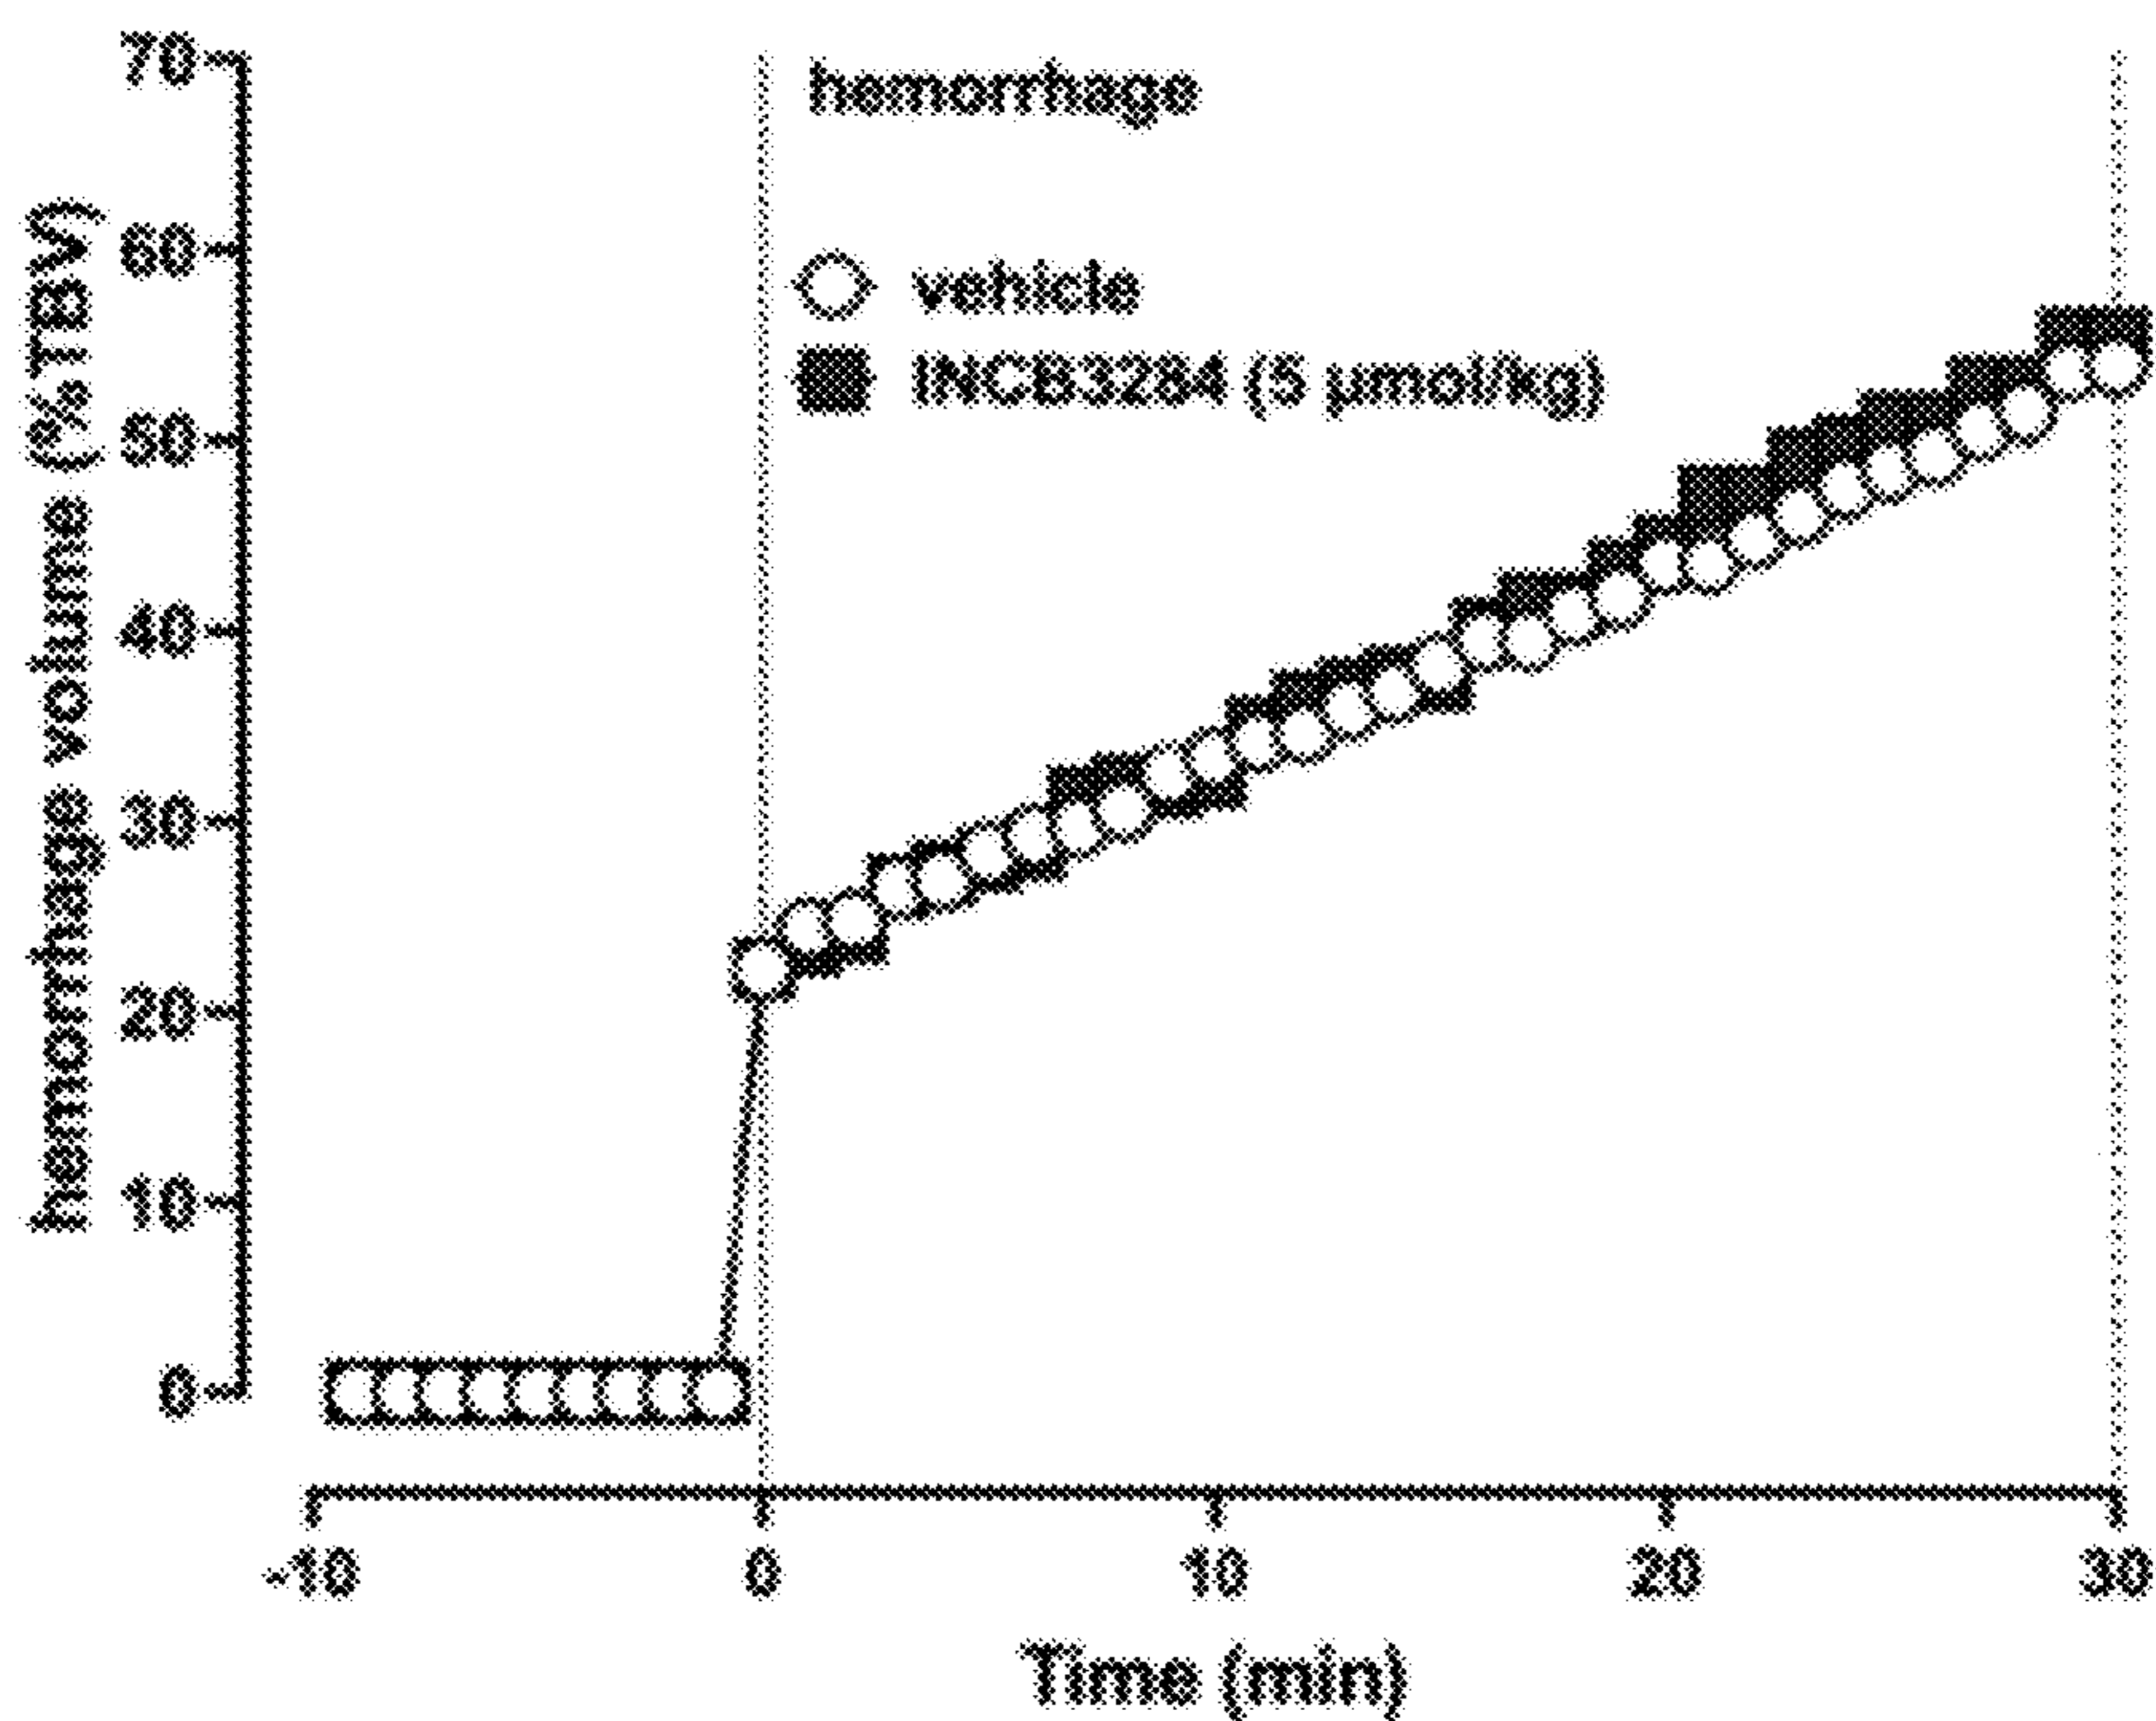 hemorrhage
vehicle
INCB3284 (5 µmol/kg)
hemorrhage volume (% TBV)
70
60
50
40
30
20
10
0
-10 0 10 20 30
Time (min)